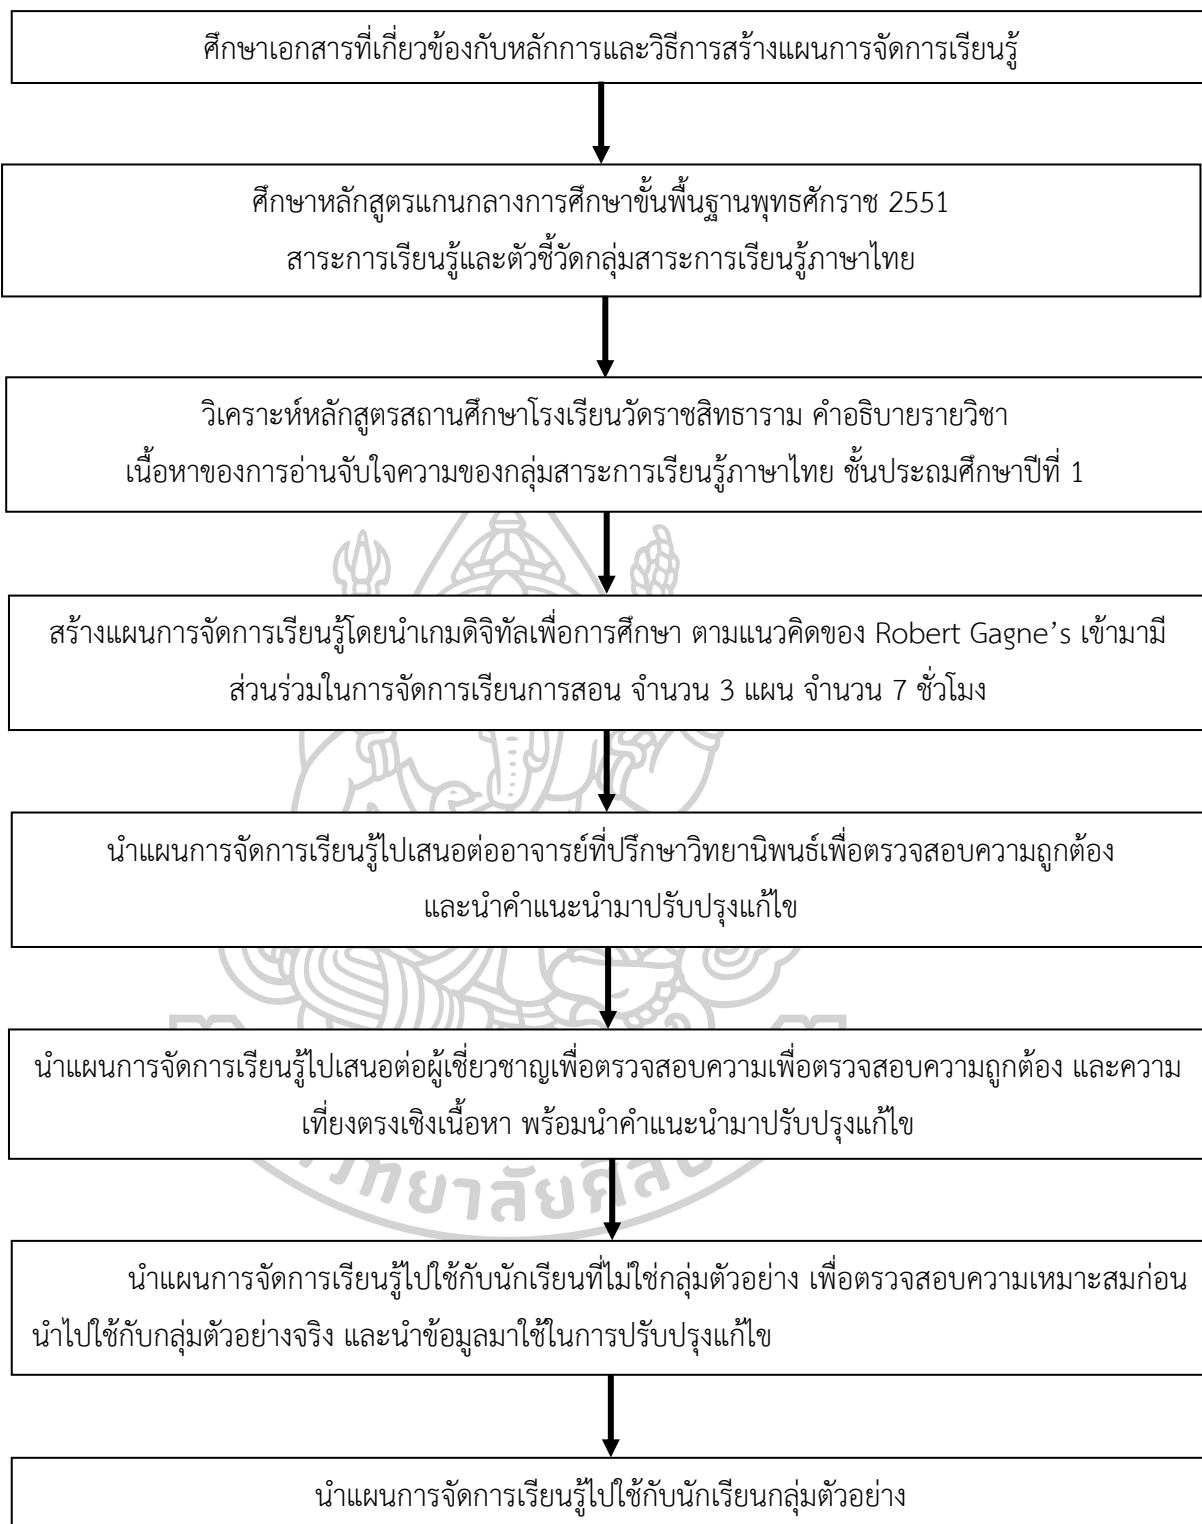 ศึกษาเอกสารที่เกี่ยวข้องกับหลักการและวิธีการสร้างแผนการจัดการเรียนรู้
ศึกษาหลักสูตรแกนกลางการศึกษาขั้นพื้นฐานพุทธศักราช 2551
สาระการเรียนรู้และตัวชี้วัดกลุ่มสาระการเรียนรู้ภาษาไทย
วิเคราะห์หลักสูตรสถานศึกษาโรงเรียนวัดราชสิทธาราม คำอธิบายรายวิชา
เนื้อหาของการอ่านจับใจความของกลุ่มสาระการเรียนรู้ภาษาไทย ชั้นประถมศึกษาปีที่ 1
สร้างแผนการจัดการเรียนรู้โดยนำเกมดิจิทัลเพื่อการศึกษา ตามแนวคิดของ Robert Gagne’s เข้ามามี
ส่วนร่วมในการจัดการเรียนการสอน จำนวน 3 แผน จำนวน 7 ชั่วโมง
นำแผนการจัดการเรียนรู้ไปเสนอต่ออาจารย์ที่ปรึกษาวิทยานิพนธ์เพื่อตรวจสอบความถูกต้อง
และนำคำแนะนำมาปรับปรุงแก้ไข
นำแผนการจัดการเรียนรู้ไปเสนอต่อผู้เชี่ยวชาญเพื่อตรวจสอบความเพื่อตรวจสอบความถูกต้อง และความ
เที่ยงตรงเชิงเนื้อหา พร้อมนำคำแนะนำมาปรับปรุงแก้ไข
นำแผนการจัดการเรียนรู้ไปใช้กับนักเรียนที่ไม่ใช่กลุ่มตัวอย่าง เพื่อตรวจสอบความเหมาะสมก่อน
นำไปใช้กับกลุ่มตัวอย่างจริง และนำข้อมูลมาใช้ในการปรับปรุงแก้ไข
นำแผนการจัดการเรียนรู้ไปใช้กับนักเรียนกลุ่มตัวอย่าง